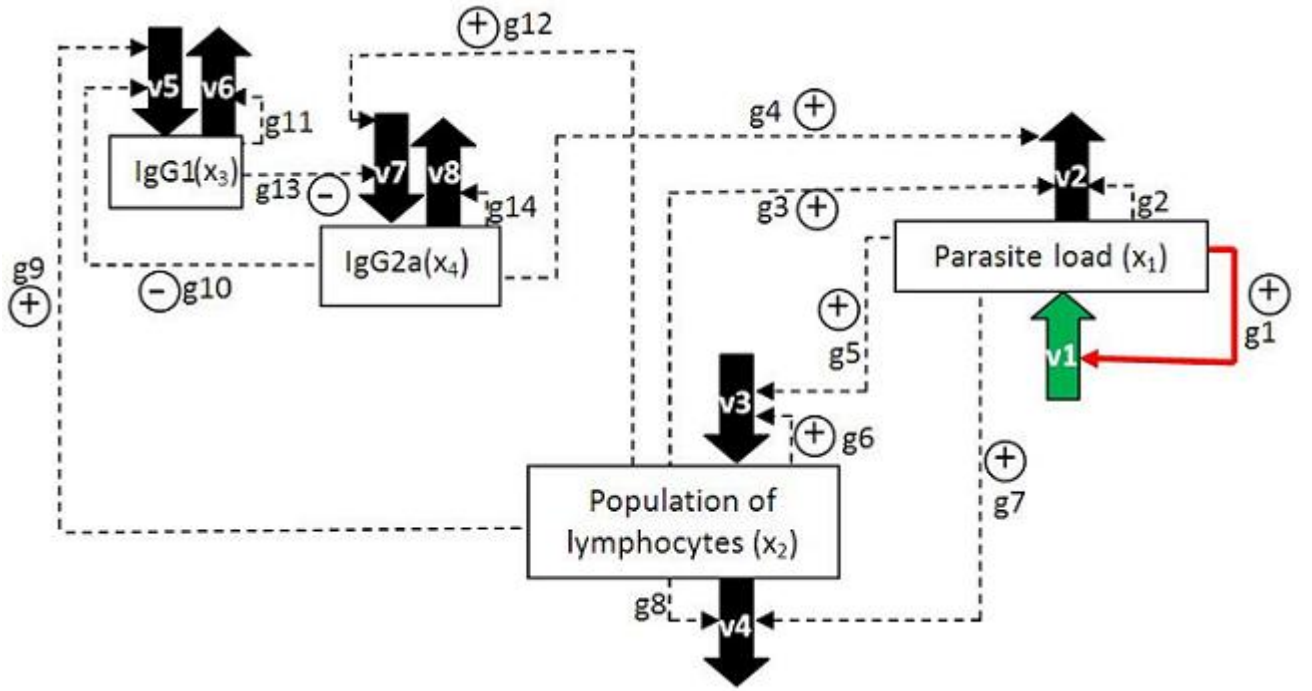 + g12
v5 v6
g4 +
g11
IgG1(x₃)
v7 v8
v2
g13 −
g14
g3 +
g2
IgG2a(x₄)
Parasite load (x₁)
g9
+
− g10
+
g1
+
g5
v1
v3
+ g6
+
g7
Population of
lymphocytes (x₂)
g8
v4